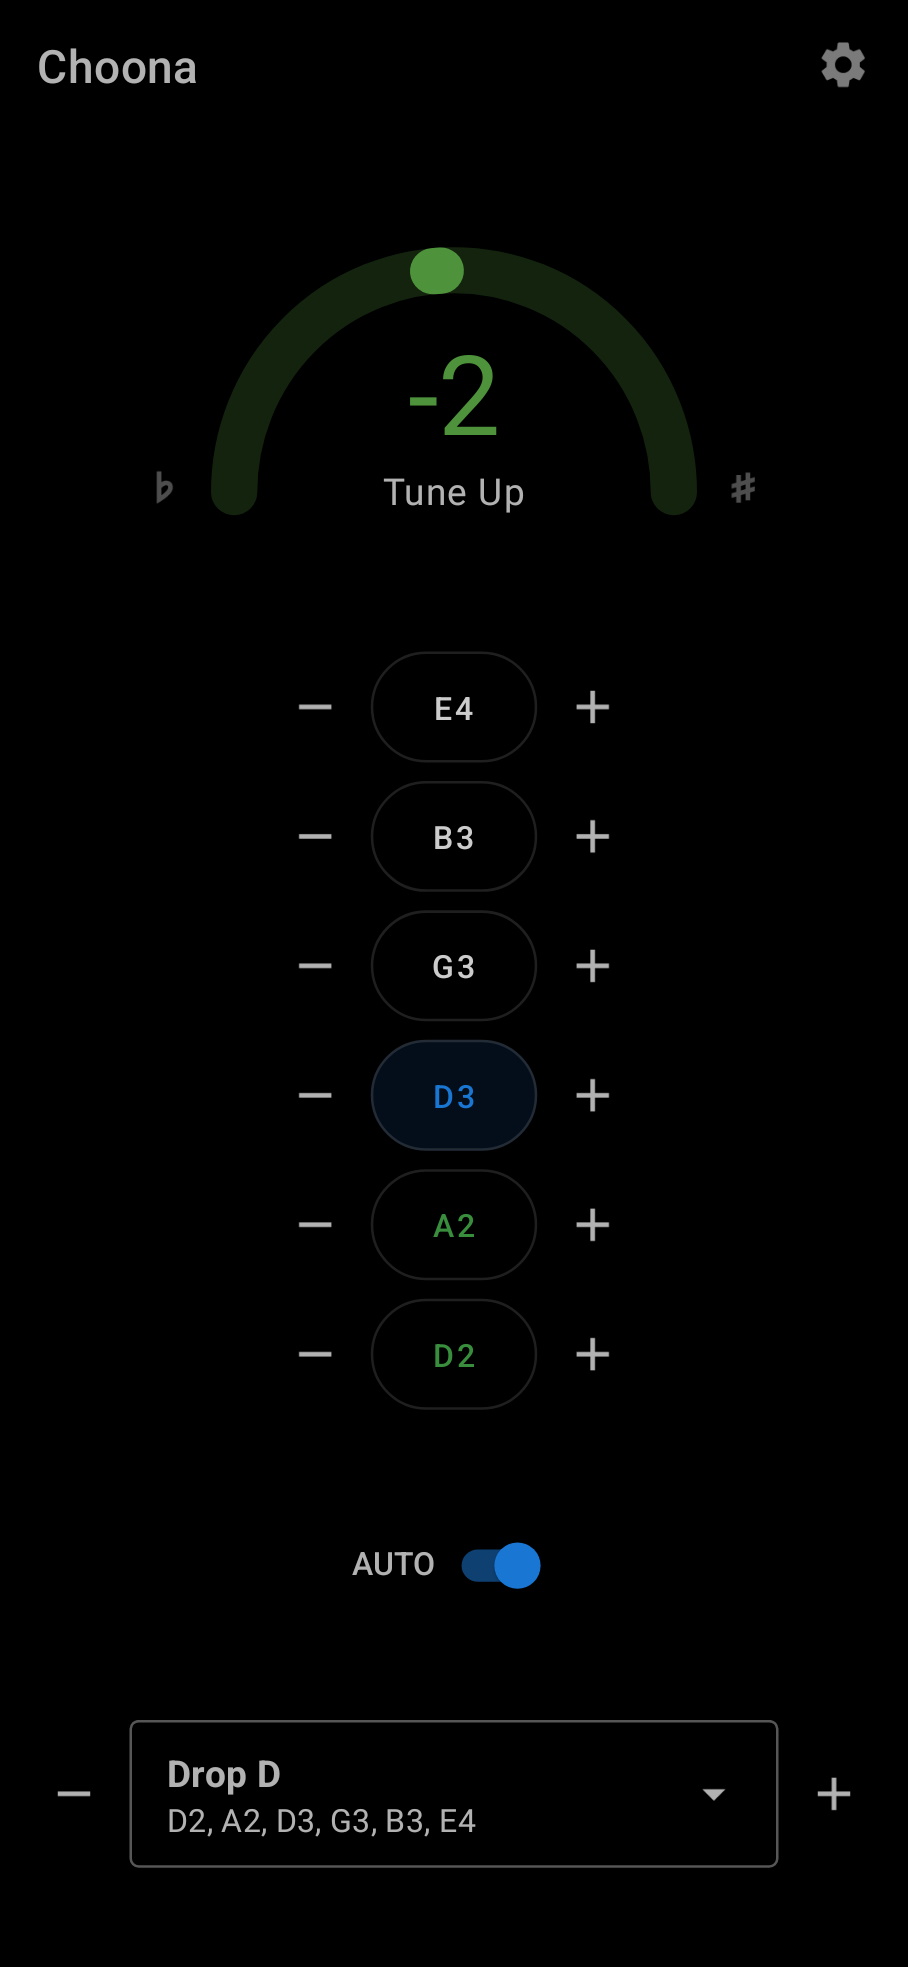 Choona
-2
Tune Up
♭
♯
E4
B3
G3
D3
A2
D2
AUTO
Drop D
D2, A2, D3, G3, B3, E4